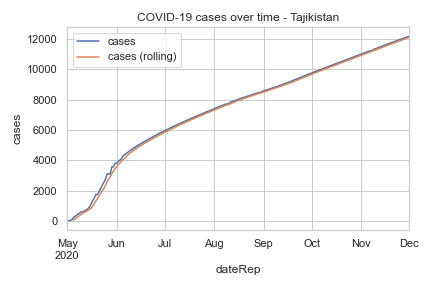 COVID-19 cases over time - Tajikistan
cases
cases (rolling)
12000
10000
8000
6000
4000
2000
0
cases
May Jun Jul Aug Sep Oct Nov Dec
2020
dateRep